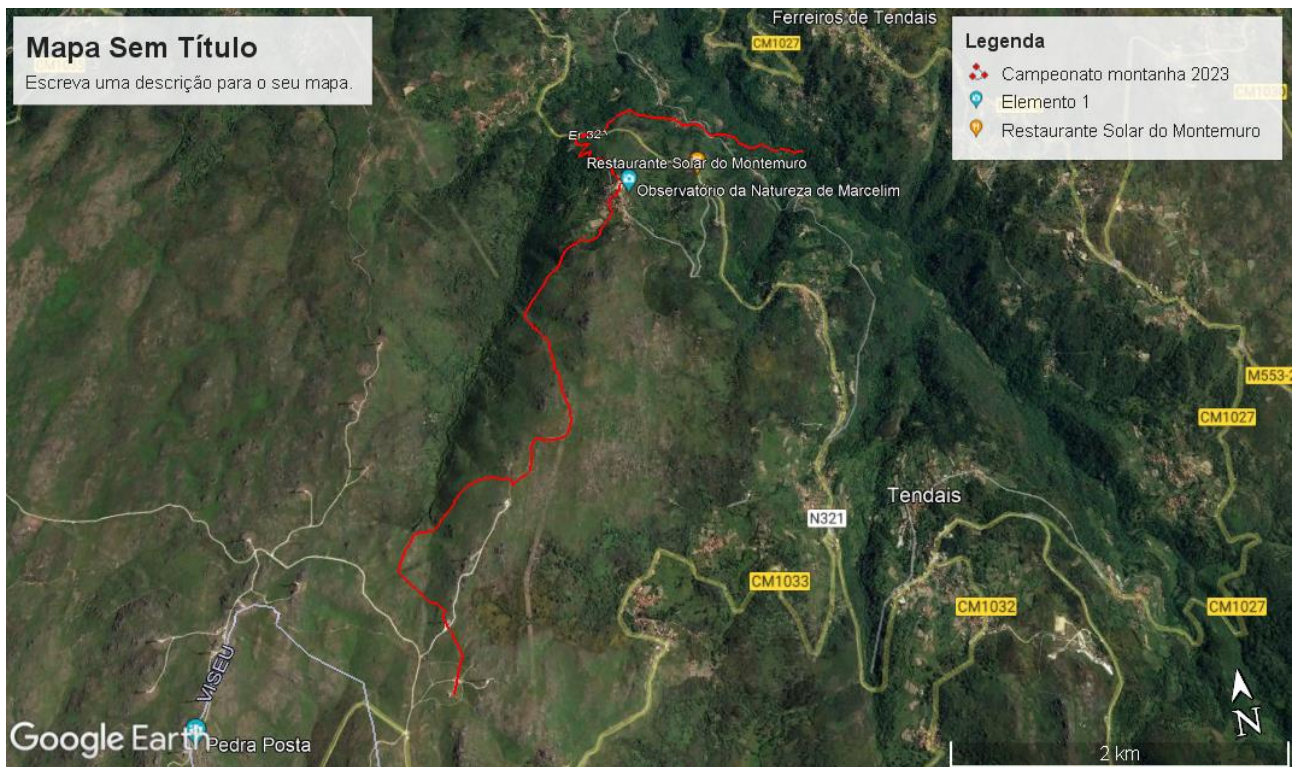 Mapa Sem Título
Escreva uma descrição para o seu mapa.
Legenda
Campeonato montanha 2023
Elemento 1
Restaurante Solar do Montemuro
Ferreiros de Tendais
CM1027
CM1030
Restaurante Solar do Montemuro
Observatório da Natureza de Marcelim
M553-2
CM1027
Tendais
N321
CM1033
CM1032
CM1027
VISEU
Pedra Posta
Google Earth
N
2 km